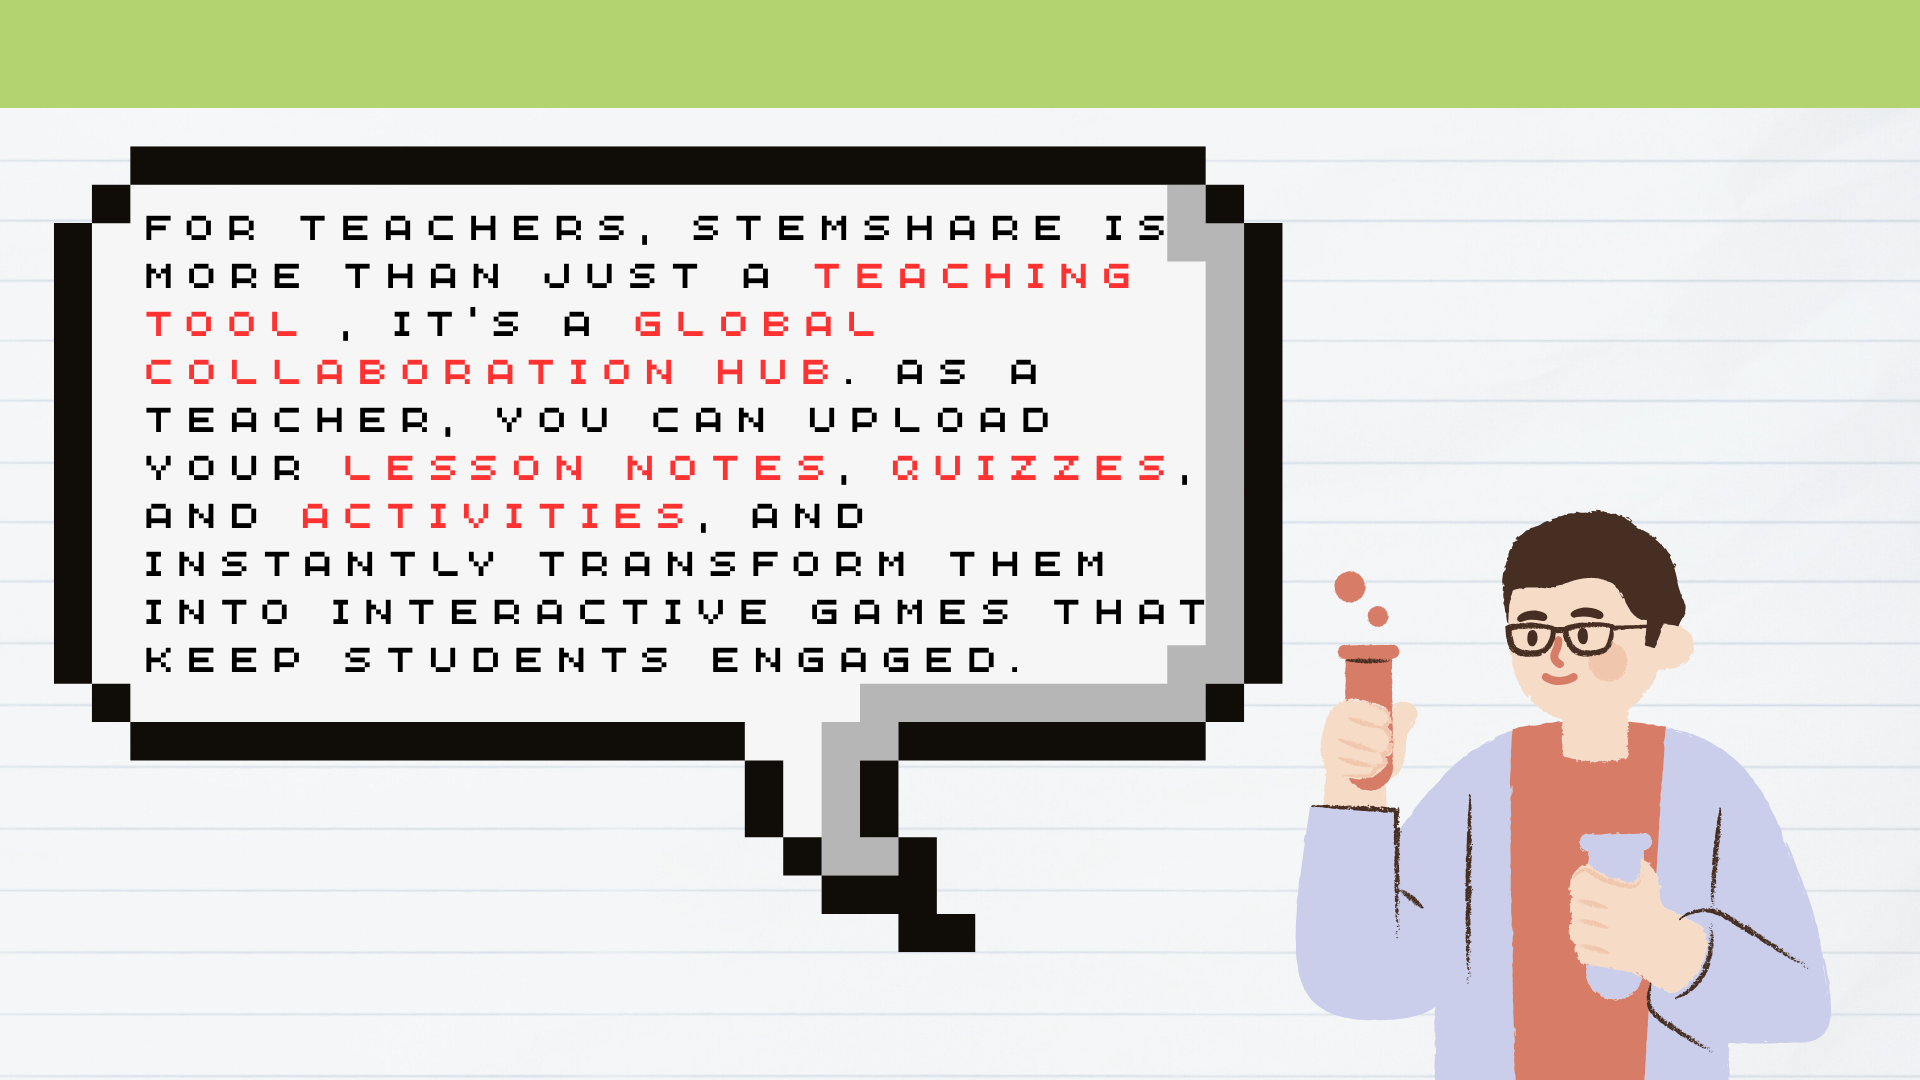 FOR TEACHERS, STEMSHARE IS
MORE THAN JUST A TEACHING
TOOL , IT'S A GLOBAL
COLLABORATION HUB. AS A
TEACHER, YOU CAN UPLOAD
YOUR LESSON NOTES, QUIZZES,
AND ACTIVITIES, AND
INSTANTLY TRANSFORM THEM
INTO INTERACTIVE GAMES THAT
KEEP STUDENTS ENGAGED.